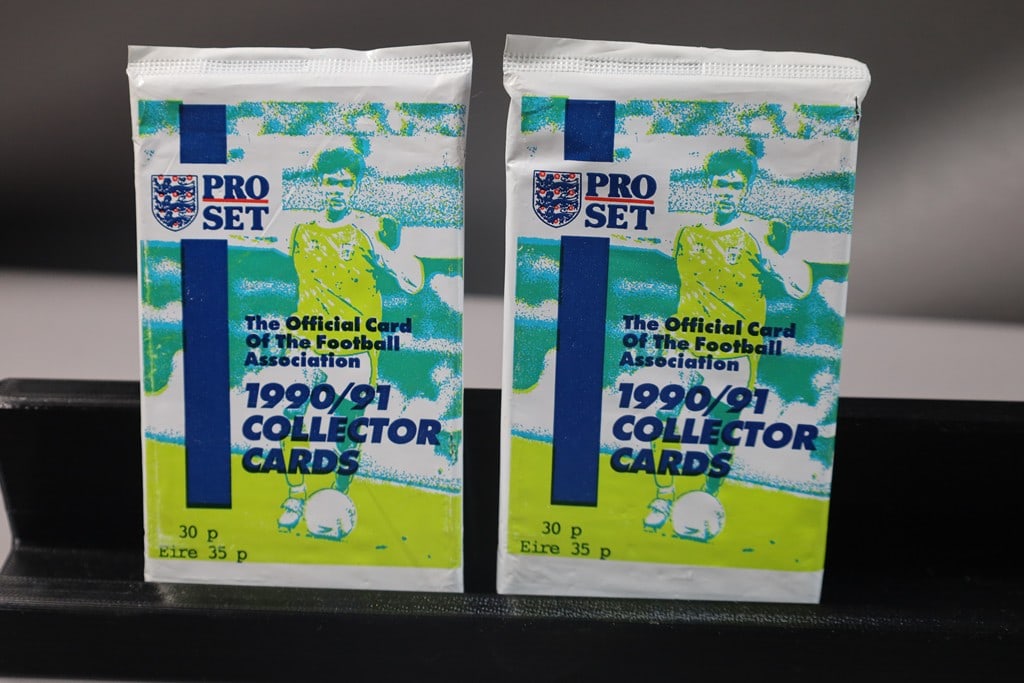 PRO
SET
The Official Card
Of The Football
Association
1990/91
COLLECTOR
CARDS
30 p
Eire 35 p
PRO
SET
The Official Card
Of The Football
Association
1990/91
COLLECTOR
CARDS
30 p
Eire 35 p